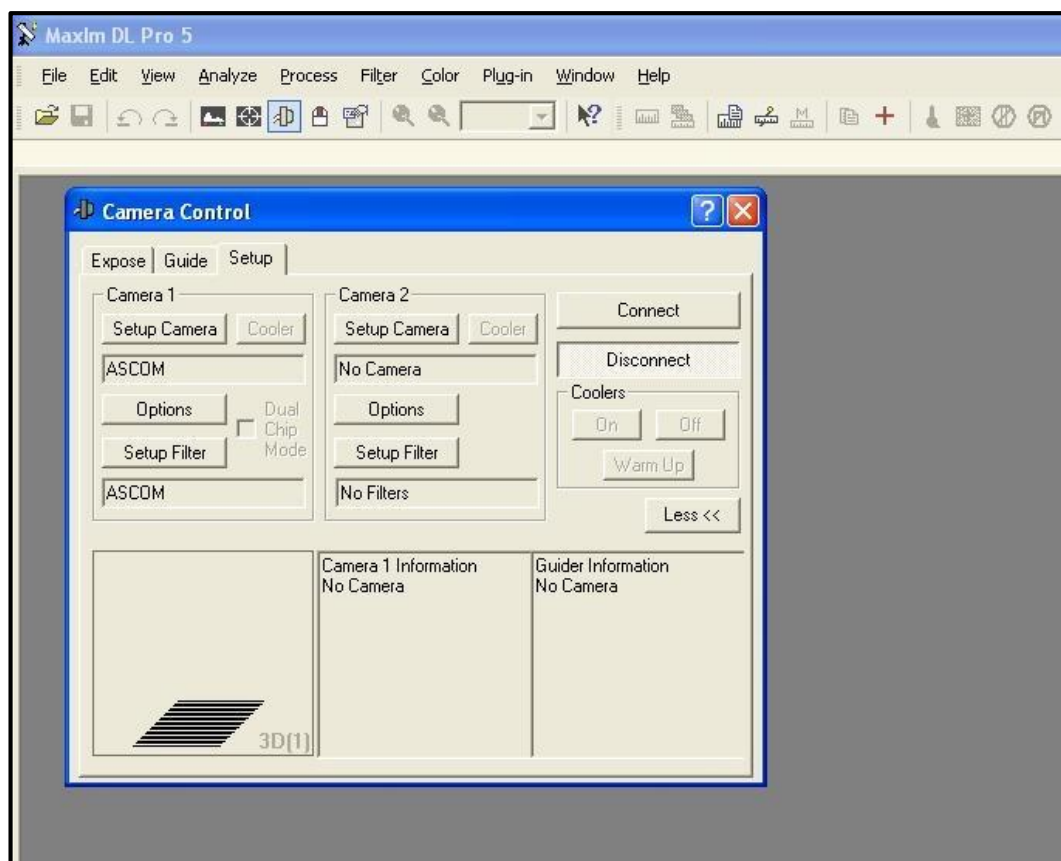 MaxIm DL Pro 5
File Edit View Analyze Process Filter Color Plug-in Window Help
Camera Control
Expose Guide Setup
Camera 1
Setup Camera Cooler
ASCOM
Options
Dual Chip Mode
Setup Filter
ASCOM
Camera 2
Setup Camera Cooler
No Camera
Options
Setup Filter
No Filters
Connect
Disconnect
Coolers
On Off
Warm Up
Less <<
3D(1)
Camera 1 Information
No Camera
Guider Information
No Camera